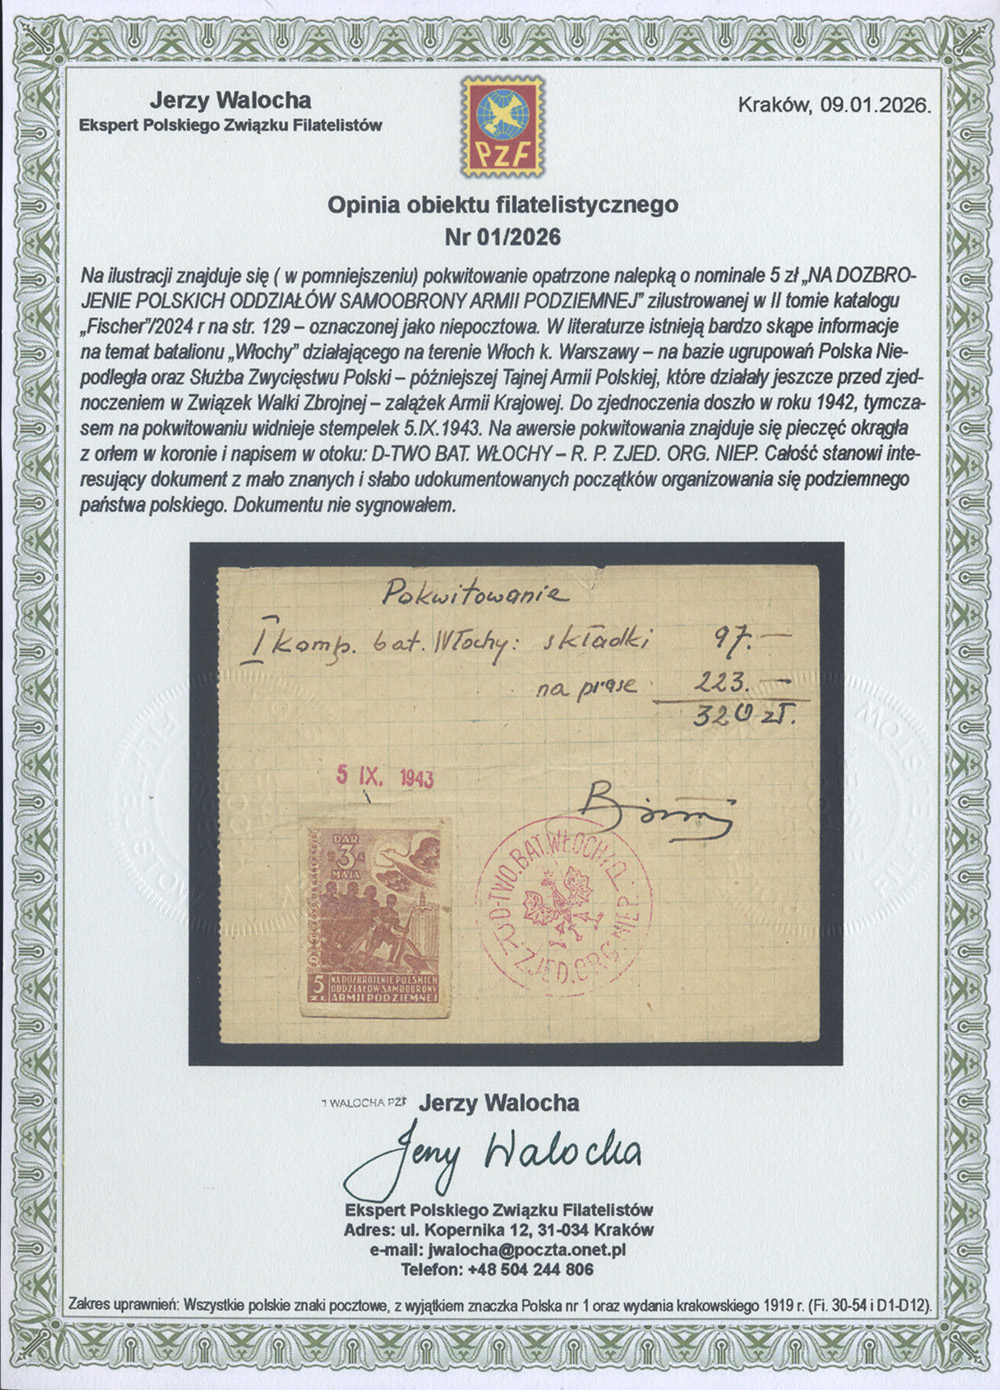 Jerzy Walocha
Ekspert Polskiego Związku Filatelistów
PZF
Kraków, 09.01.2026.
Opinia obiektu filatelistycznego
Nr 01/2026
Na ilustracji znajduje się ( w pomniejszeniu) pokwitowanie opatrzone nalepką o nominale 5 zł „NA DOZBRO-
JENIE POLSKICH ODDZIAŁÓW SAMOOBRONY ARMII PODZIEMNEJ” zilustrowanej w II tomie katalogu
„Fischer”/2024 r na str. 129 – oznaczonej jako niepocztowa. W literaturze istnieją bardzo skąpe informacje
na temat batalionu „Włochy” działającego na terenie Włoch k. Warszawy – na bazie ugrupowań Polska Nie-
podległa oraz Służba Zwycięstwu Polski – późniejszej Tajnej Armii Polskiej, które działały jeszcze przed zjed-
noczeniem w Związek Walki Zbrojnej – zalążek Armii Krajowej. Do zjednoczenia doszło w roku 1942, tymcza-
sem na pokwitowaniu widnieje stempelek 5.IX.1943. Na awersie pokwitowania znajduje się pieczęć okrągła
z orłem w koronie i napisem w otoku: D-TWO BAT. WŁOCHY – R. P. ZJED. ORG. NIEP. Całość stanowi inte-
resujący dokument z mało znanych i słabo udokumentowanych początków organizowania się podziemnego
państwa polskiego. Dokumentu nie sygnowałem.
Pokwitowanie
I komp. bat. Włochy: składki 97.—
na prasę 223.—
320 zł.
5 IX. 1943
DAR
3
MAJA
5 ZŁ
NA DOZBROJENIE POLSKICH
ODDZIAŁÓW SAMOOBRONY
ARMII PODZIEMNEJ
D-TWO.BAT.WŁOCHY
ZJED.ORG.NIEP.
WALOCHA PZF
Jerzy Walocha
Jerzy Walocha
Ekspert Polskiego Związku Filatelistów
Adres: ul. Kopernika 12, 31-034 Kraków
e-mail: jwalocha@poczta.onet.pl
Telefon: +48 504 244 806
Zakres uprawnień: Wszystkie polskie znaki pocztowe, z wyjątkiem znaczka Polska nr 1 oraz wydania krakowskiego 1919 r. (Fi. 30-54 i D1-D12).